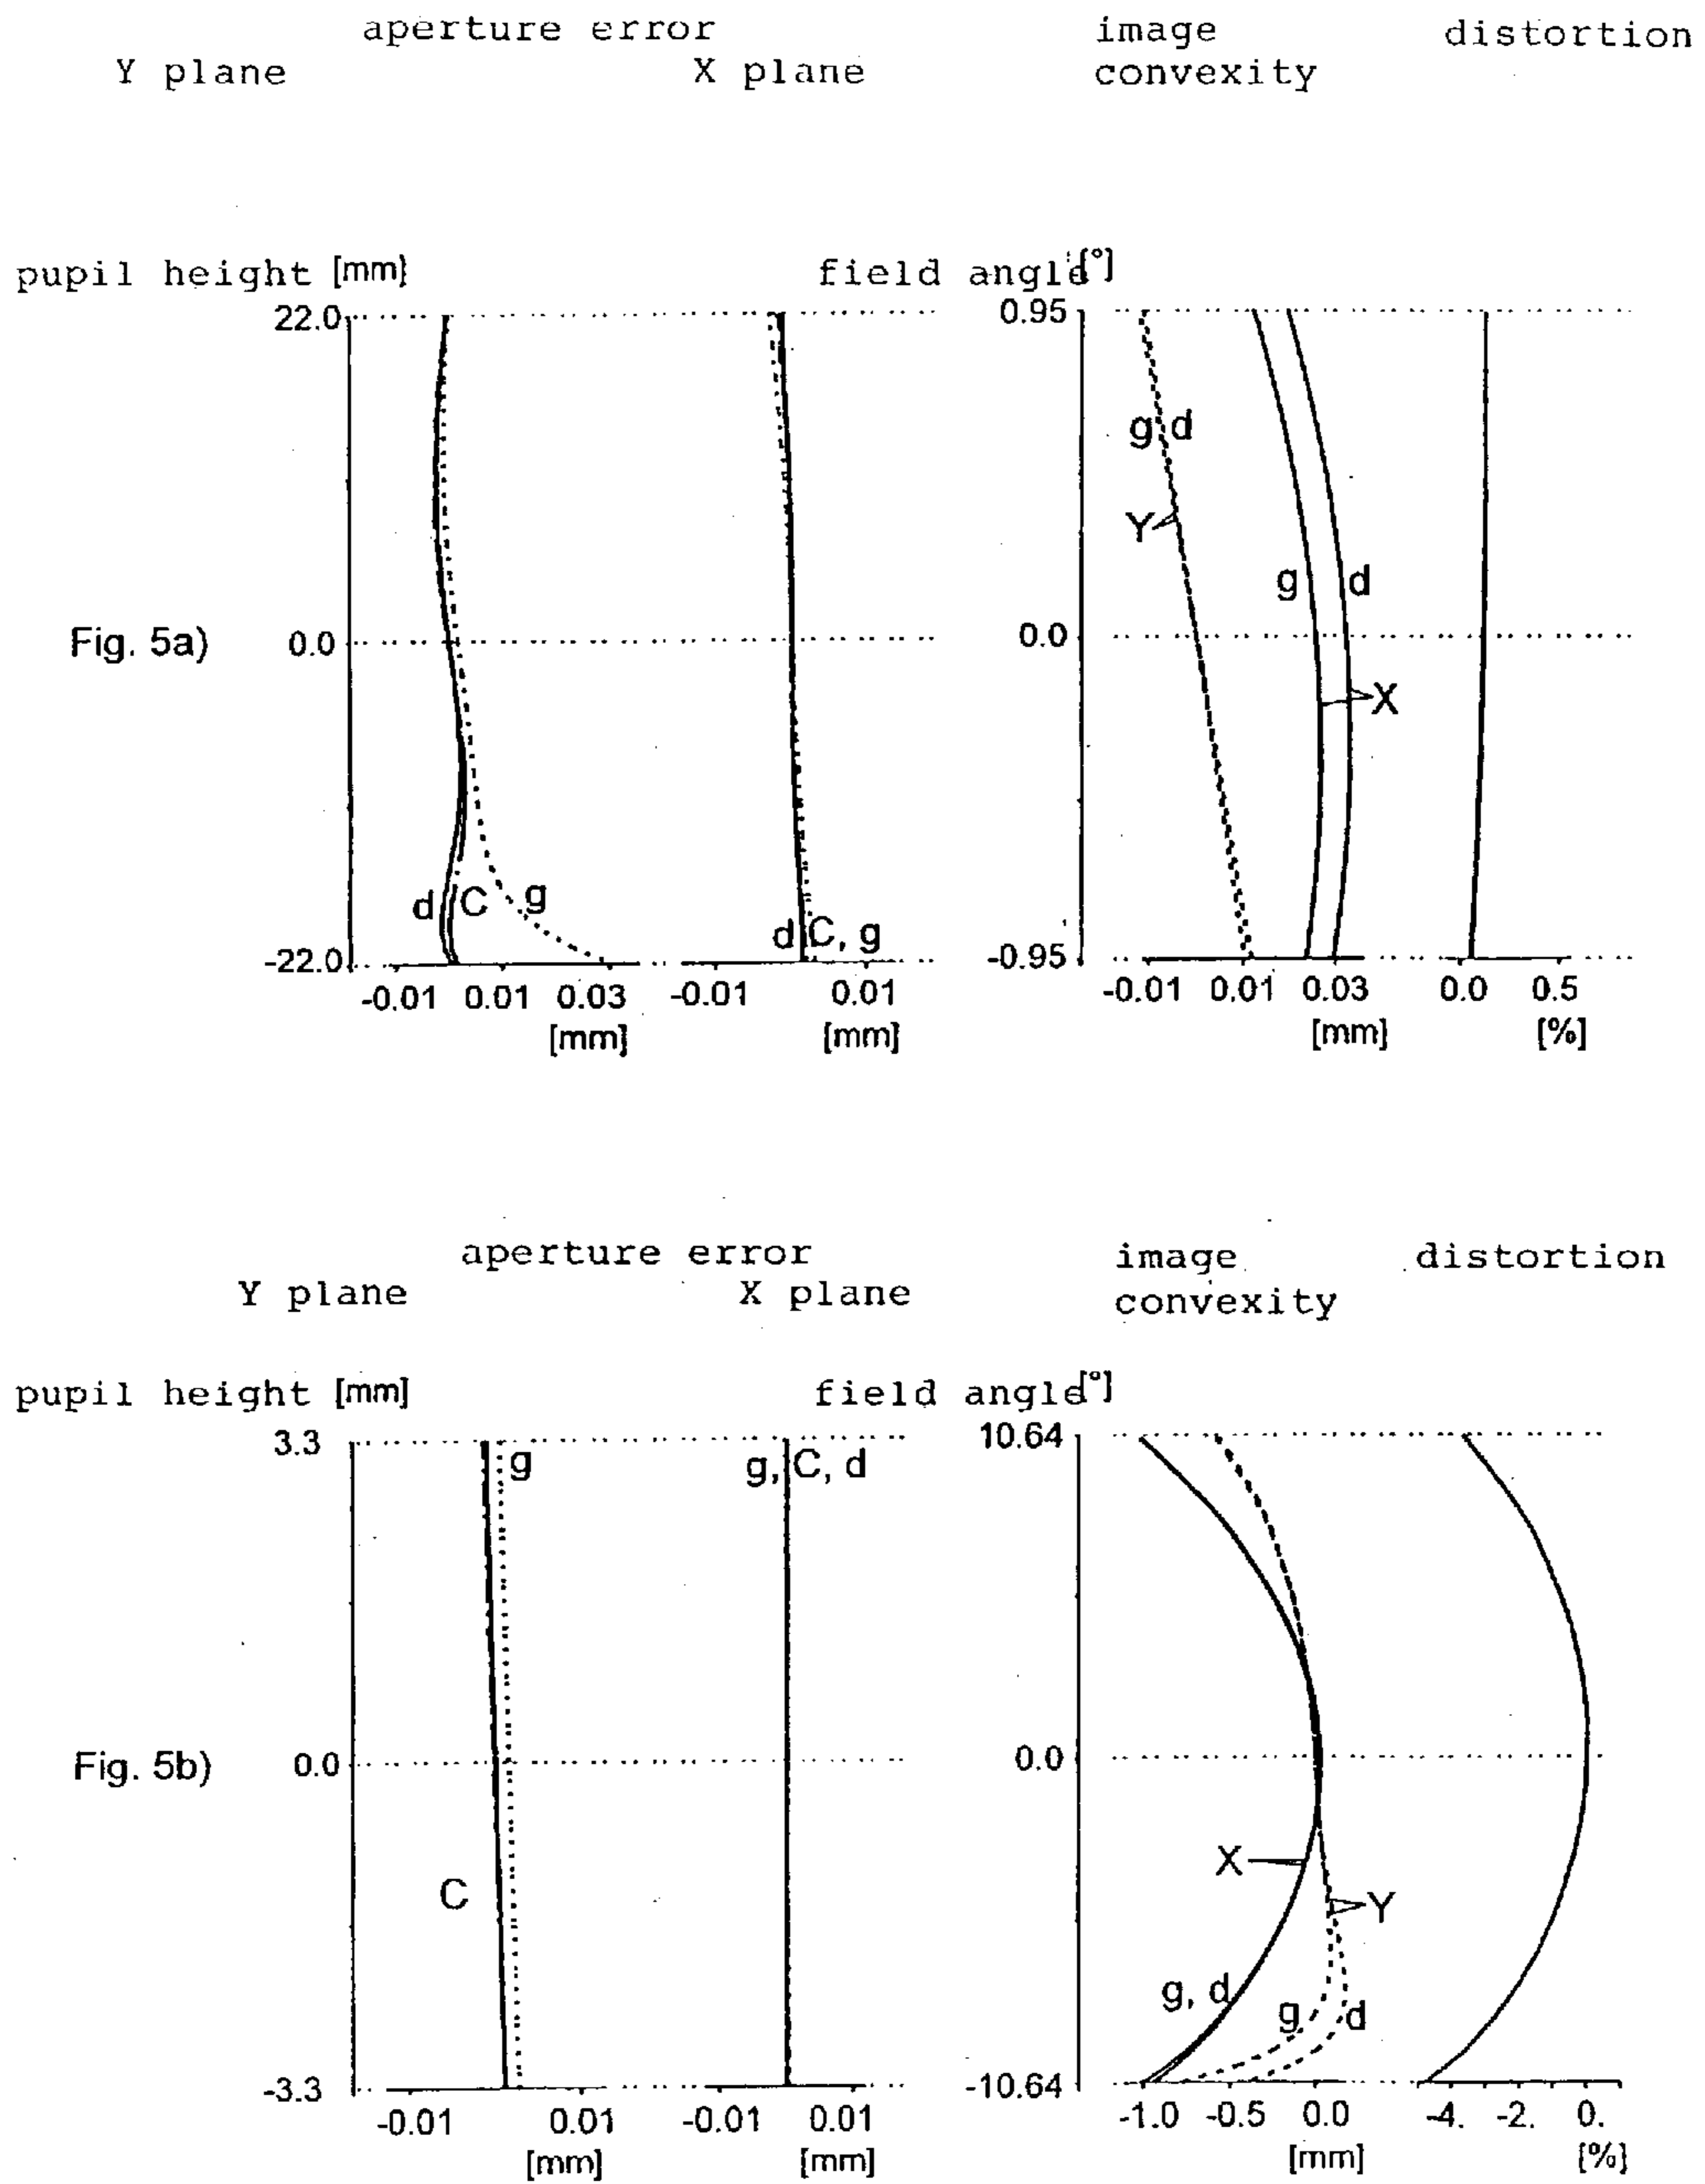 aperture error
image
distortion
Y plane
X plane
convexity
pupil height [mm]
field angle [°]
22.0
0.95
g d
Y
g
d
Fig. 5a)
0.0
0.0
X
d
C
g
d C, g
-22.0
-0.95
-0.01 0.01 0.03
-0.01 0.01
-0.01 0.01 0.03
0.0 0.5
[mm]
[mm]
[mm]
[%]
aperture error
image
distortion
Y plane
X plane
convexity
pupil height [mm]
field angle [°]
3.3
10.64
g
g, C, d
Fig. 5b)
0.0
0.0
X
C
Y
g, d
g
d
-3.3
-10.64
-0.01 0.01
-0.01 0.01
-1.0 -0.5 0.0
-4. -2. 0.
[mm]
[mm]
[mm]
[%]